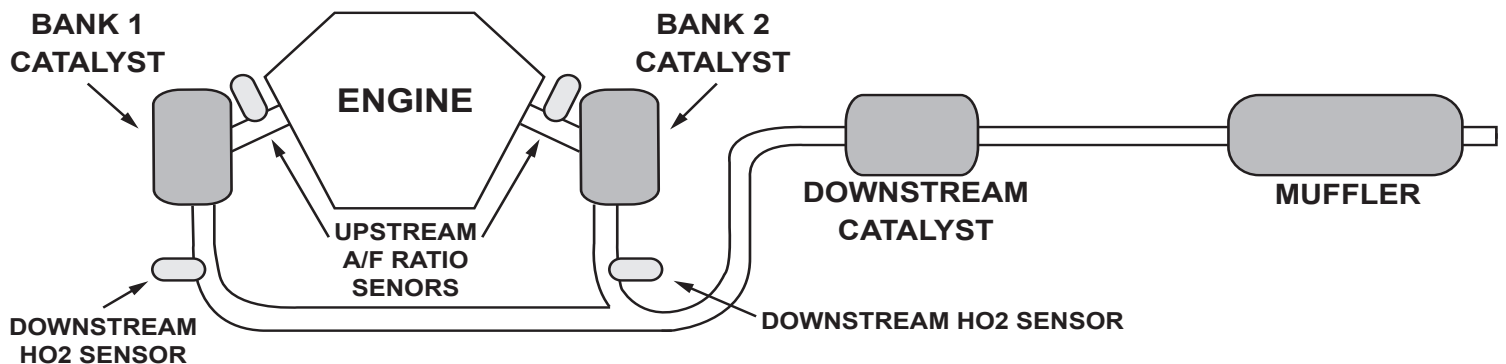 BANK 1
CATALYST
ENGINE
BANK 2
CATALYST
DOWNSTREAM
CATALYST
MUFFLER
UPSTREAM
A/F RATIO
SENORS
DOWNSTREAM
HO2 SENSOR
DOWNSTREAM HO2 SENSOR